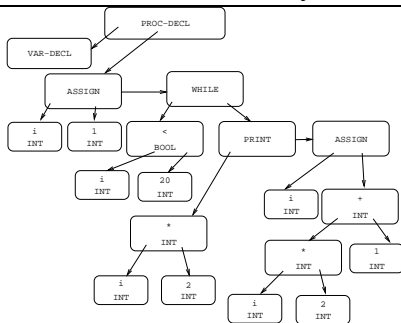 PROC-DECL
VAR-DECL
ASSIGN
WHILE
i
INT
1
INT
<
BOOL
PRINT
ASSIGN
i
INT
20
INT
i
INT
+
INT
*
INT
*
INT
1
INT
i
INT
2
INT
i
INT
2
INT